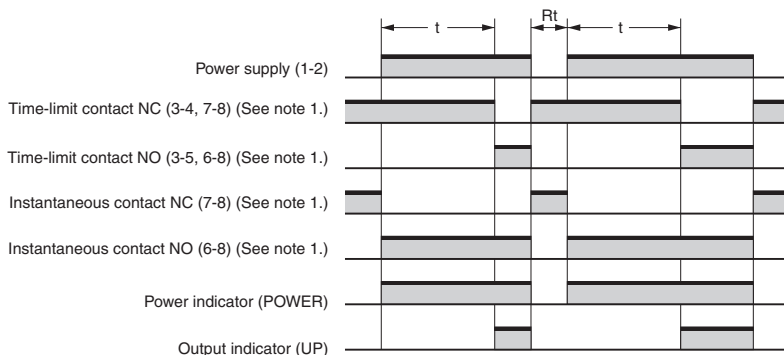 t
Rt
t
Power supply (1-2)
Time-limit contact NC (3-4, 7-8) (See note 1.)
Time-limit contact NO (3-5, 6-8) (See note 1.)
Instantaneous contact NC (7-8) (See note 1.)
Instantaneous contact NO (6-8) (See note 1.)
Power indicator (POWER)
Output indicator (UP)